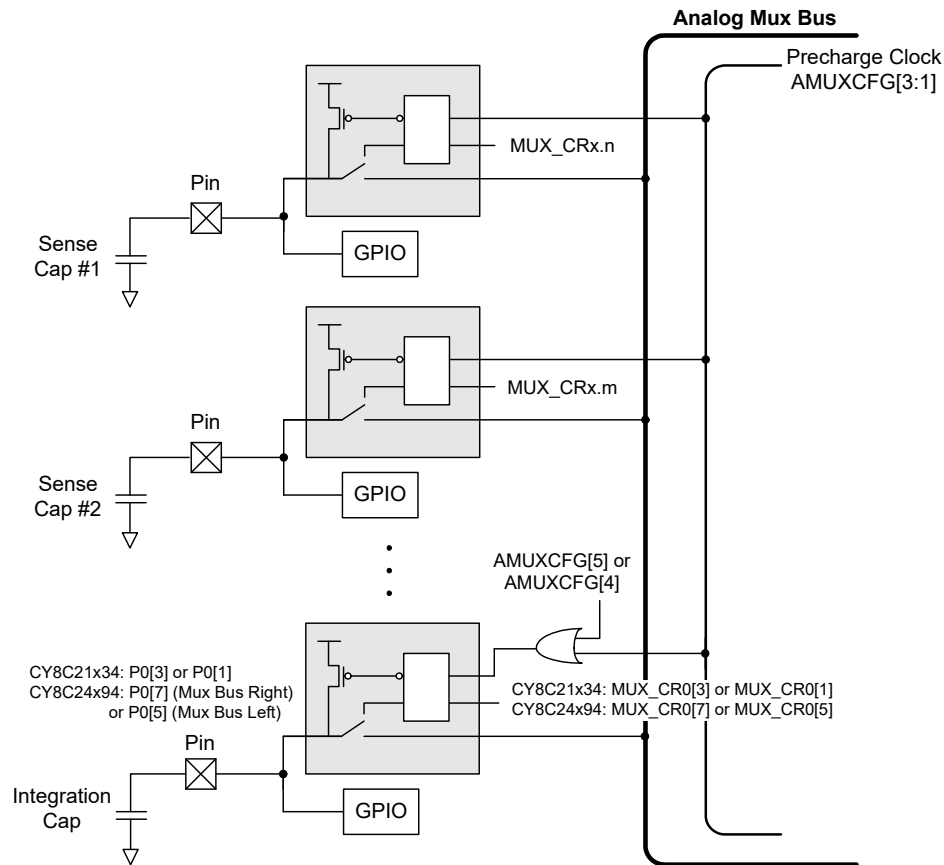 Analog Mux Bus
Precharge Clock
AMUXCFG[3:1]
MUX_CRx.n
Pin
Sense
Cap #1
GPIO
MUX_CRx.m
Pin
Sense
Cap #2
GPIO
AMUXCFG[5] or
AMUXCFG[4]
CY8C21x34: P0[3] or P0[1]
CY8C24x94: P0[7] (Mux Bus Right)
or P0[5] (Mux Bus Left)
CY8C21x34: MUX_CR0[3] or MUX_CR0[1]
CY8C24x94: MUX_CR0[7] or MUX_CR0[5]
Pin
Integration
Cap
GPIO